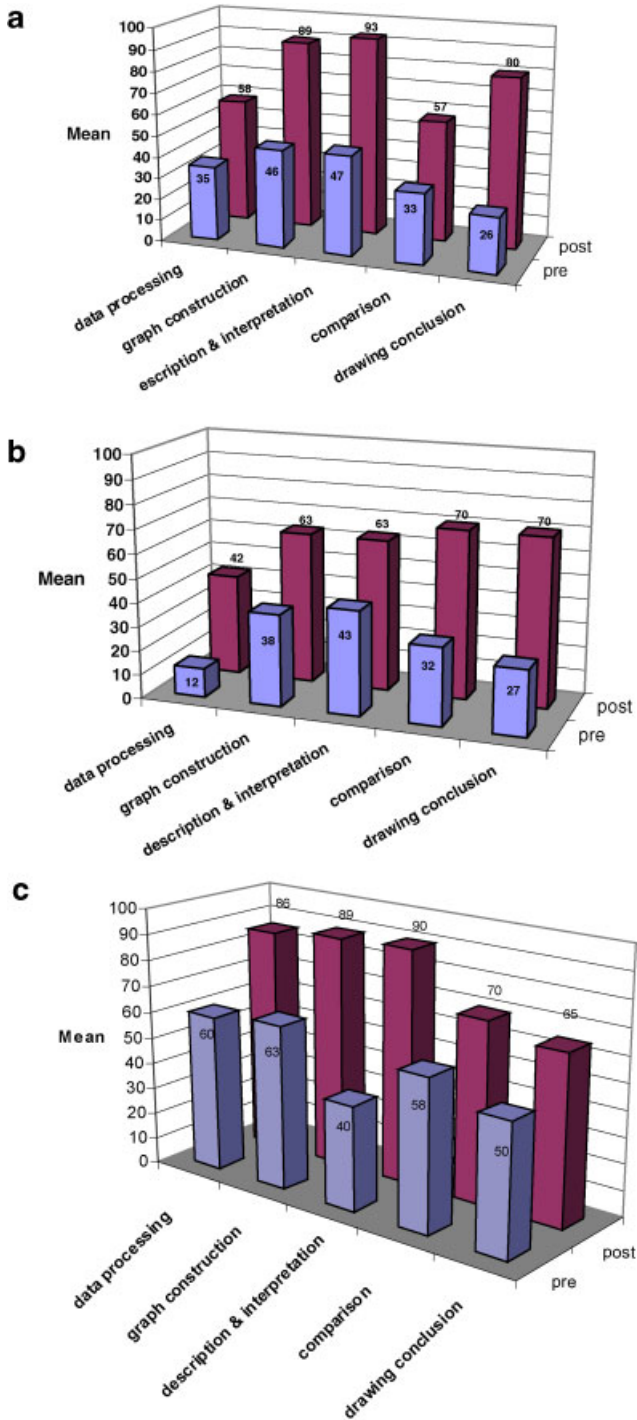 a
100
90
80
70
60
50
40
30
20
10
0
Mean
58
89
93
57
80
35
46
47
33
26
post
pre
data processing
graph construction
escription & interpretation
comparison
drawing conclusion
b
100
90
80
70
60
50
40
30
20
10
0
Mean
42
63
63
70
70
12
38
43
32
27
post
pre
data processing
graph construction
description & interpretation
comparison
drawing conclusion
c
100
90
80
70
60
50
40
30
20
10
0
Mean
86
89
90
70
65
60
63
40
58
50
post
pre
data processing
graph construction
description & interpretation
comparison
drawing conclusion